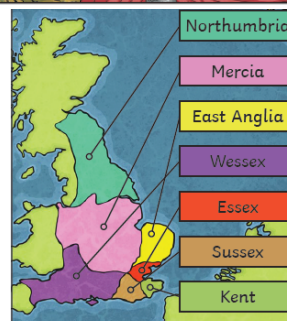 Northumbria
Mercia
East Anglia
Wessex
Essex
Sussex
Kent